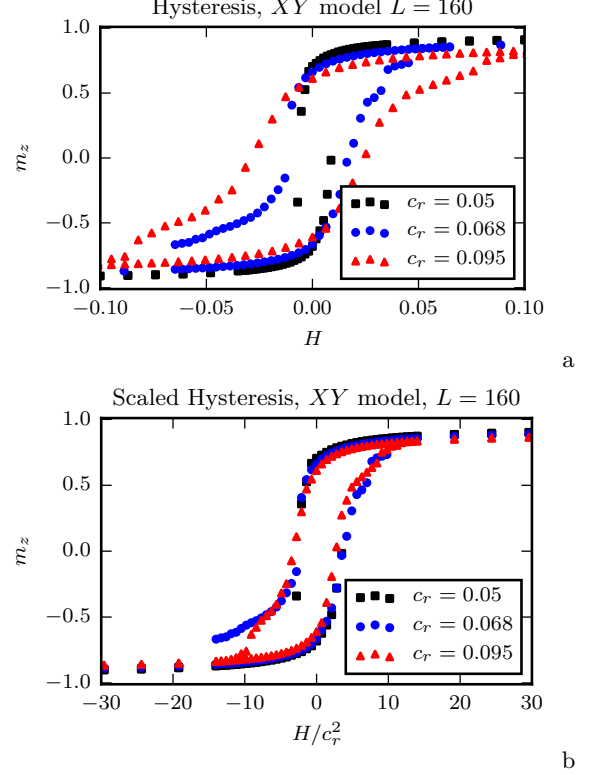 Hysteresis, XY model L = 160
1.0
0.5
0.0
−0.5
−1.0
m_z
c_r = 0.05
c_r = 0.068
c_r = 0.095
−0.10
−0.05
0.00
0.05
0.10
H
a
Scaled Hysteresis, XY model, L = 160
1.0
0.5
0.0
−0.5
−1.0
m_z
c_r = 0.05
c_r = 0.068
c_r = 0.095
−30
−20
−10
0
10
20
30
H/c_r^2
b